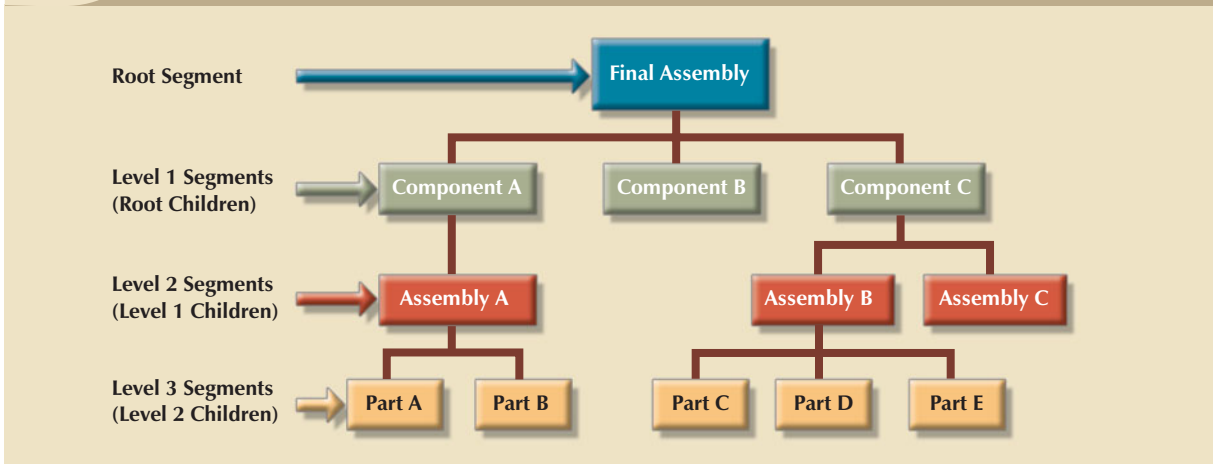 Root Segment
Final Assembly
Level 1 Segments
(Root Children)
Component A
Component B
Component C
Level 2 Segments
(Level 1 Children)
Assembly A
Assembly B
Assembly C
Level 3 Segments
(Level 2 Children)
Part A
Part B
Part C
Part D
Part E